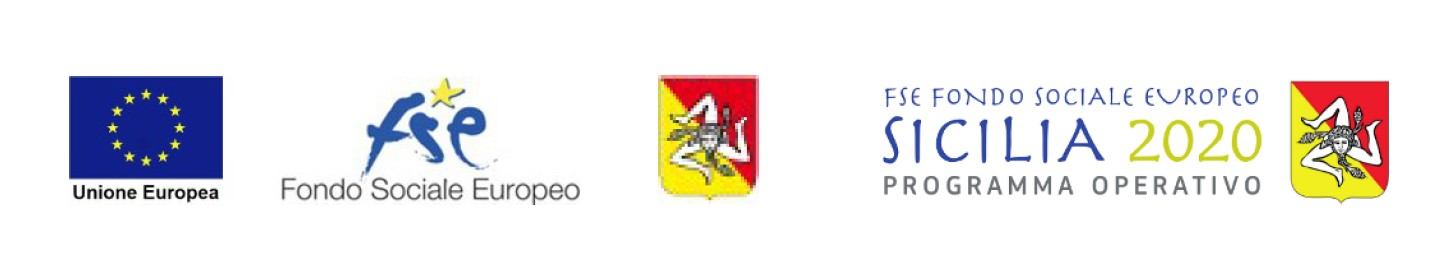 Unione Europea
fse
Fondo Sociale Europeo
FSE FONDO SOCIALE EUROPEO
SICILIA 2020
PROGRAMMA OPERATIVO